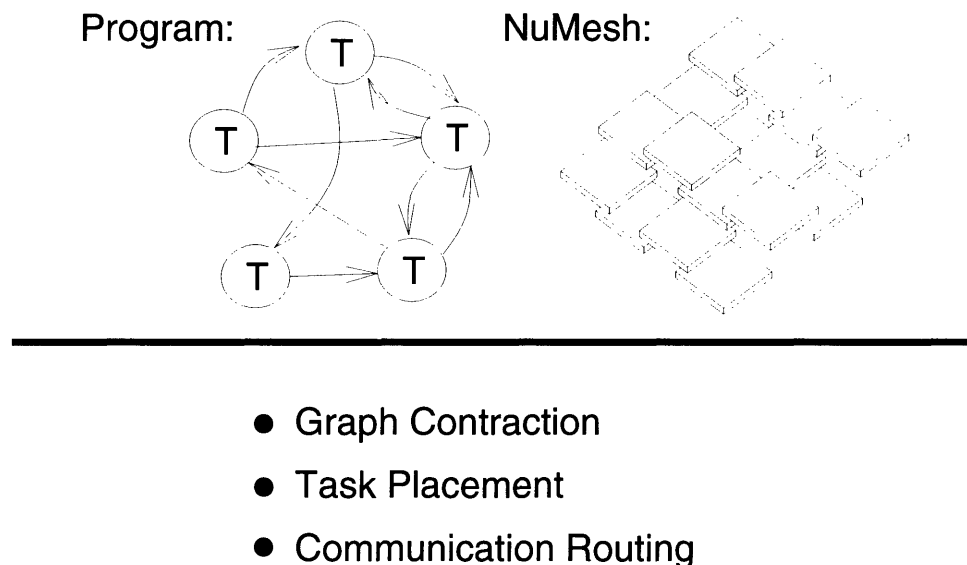 Program: NuMesh:
T
T
T
T
T
● Graph Contraction
● Task Placement
● Communication Routing